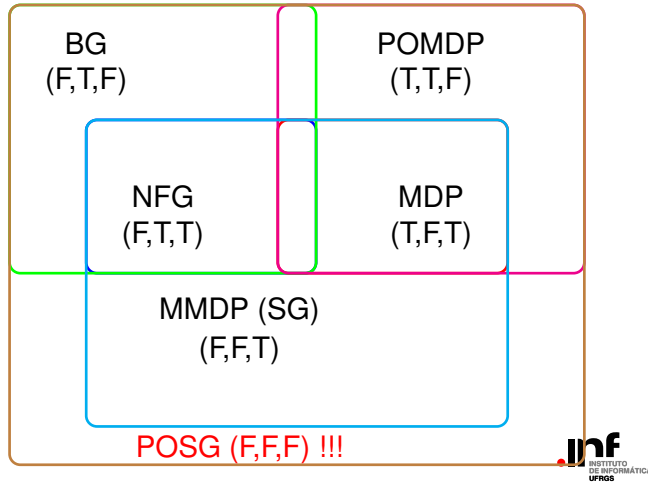 BG
(F,T,F)
POMDP
(T,T,F)
NFG
(F,T,T)
MDP
(T,F,T)
MMDP (SG)
(F,F,T)
POSG (F,F,F) !!!
.inf
INSTITUTO
DE INFORMÁTICA
UFRGS